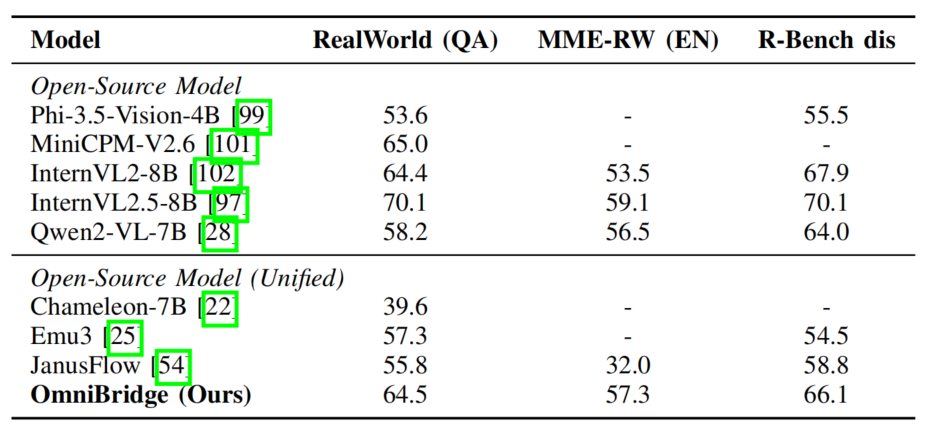 Model RealWorld (QA) MME-RW (EN) R-Bench dis
Open-Source Model
Phi-3.5-Vision-4B [99] 53.6 - 55.5
MiniCPM-V2.6 [101] 65.0 - -
InternVL2-8B [102] 64.4 53.5 67.9
InternVL2.5-8B [97] 70.1 59.1 70.1
Qwen2-VL-7B [28] 58.2 56.5 64.0
Open-Source Model (Unified)
Chameleon-7B [22] 39.6 - -
Emu3 [25] 57.3 - 54.5
JanusFlow [54] 55.8 32.0 58.8
OmniBridge (Ours) 64.5 57.3 66.1